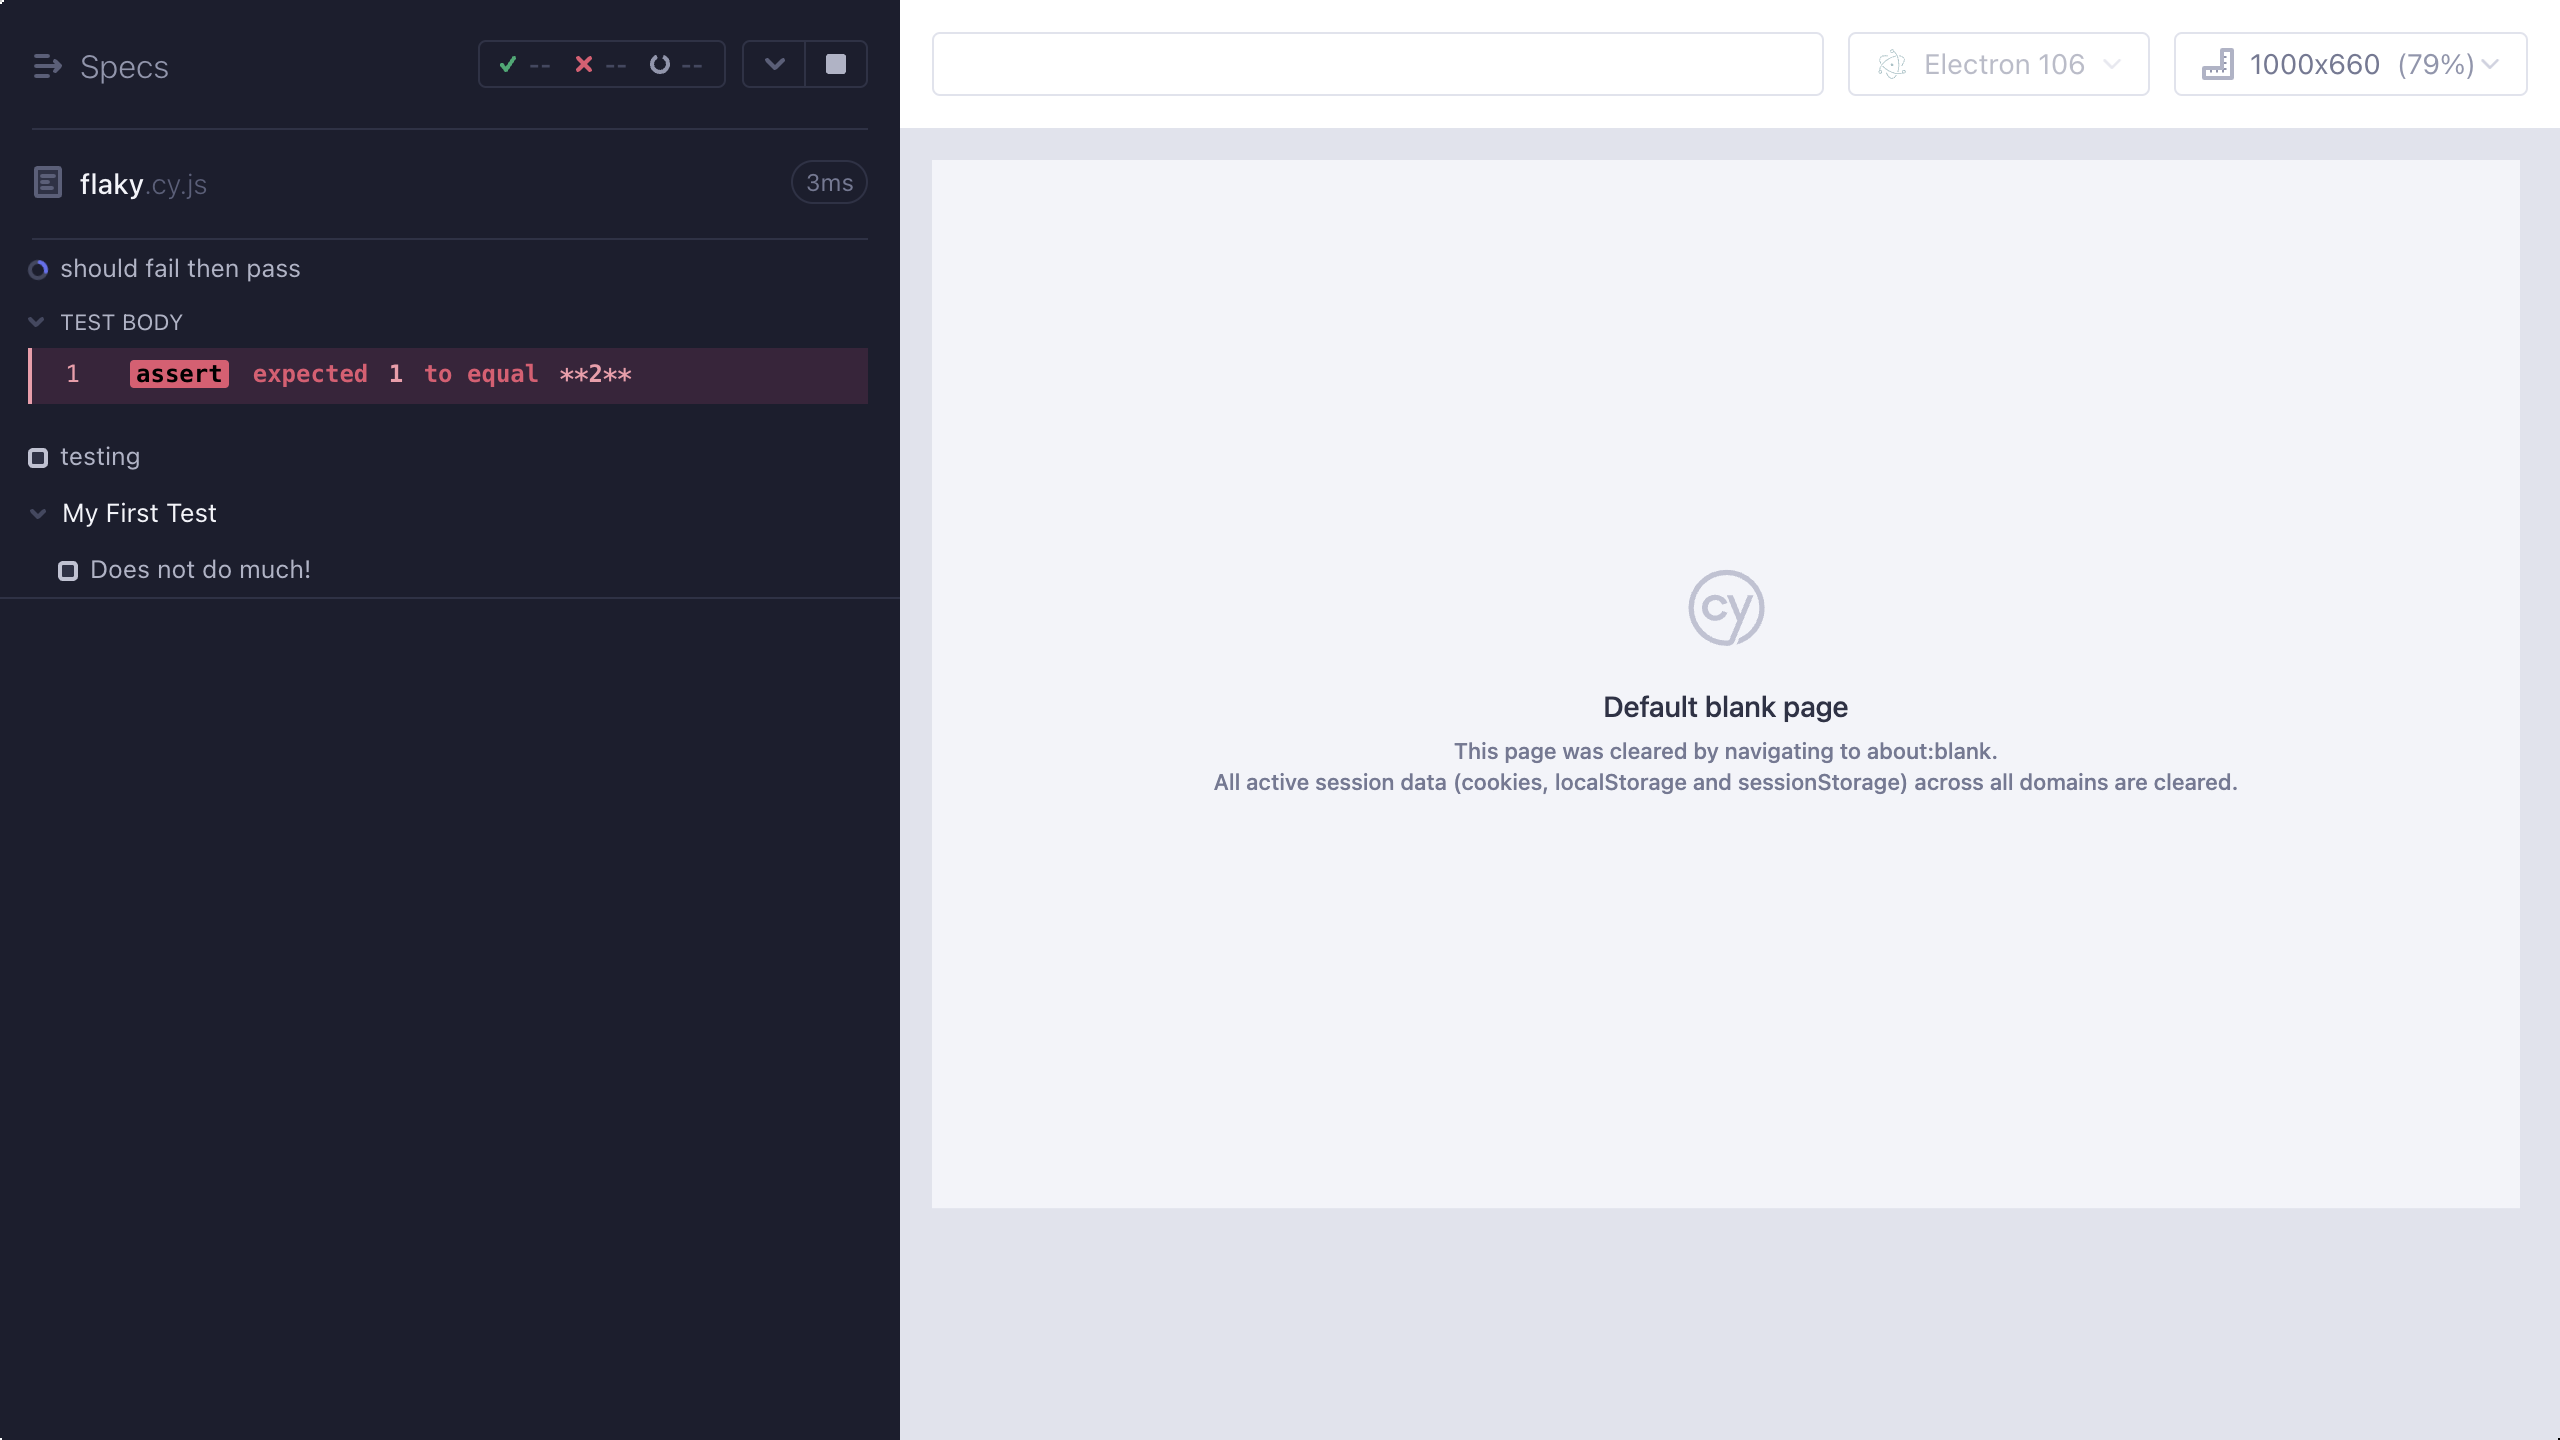 Specs
-- -- --
flaky.cy.js
3ms
should fail then pass
TEST BODY
1 assert expected 1 to equal **2**
testing
My First Test
Does not do much!
Electron 106
1000x660 (79%)
cy
Default blank page
This page was cleared by navigating to about:blank.
All active session data (cookies, localStorage and sessionStorage) across all domains are cleared.